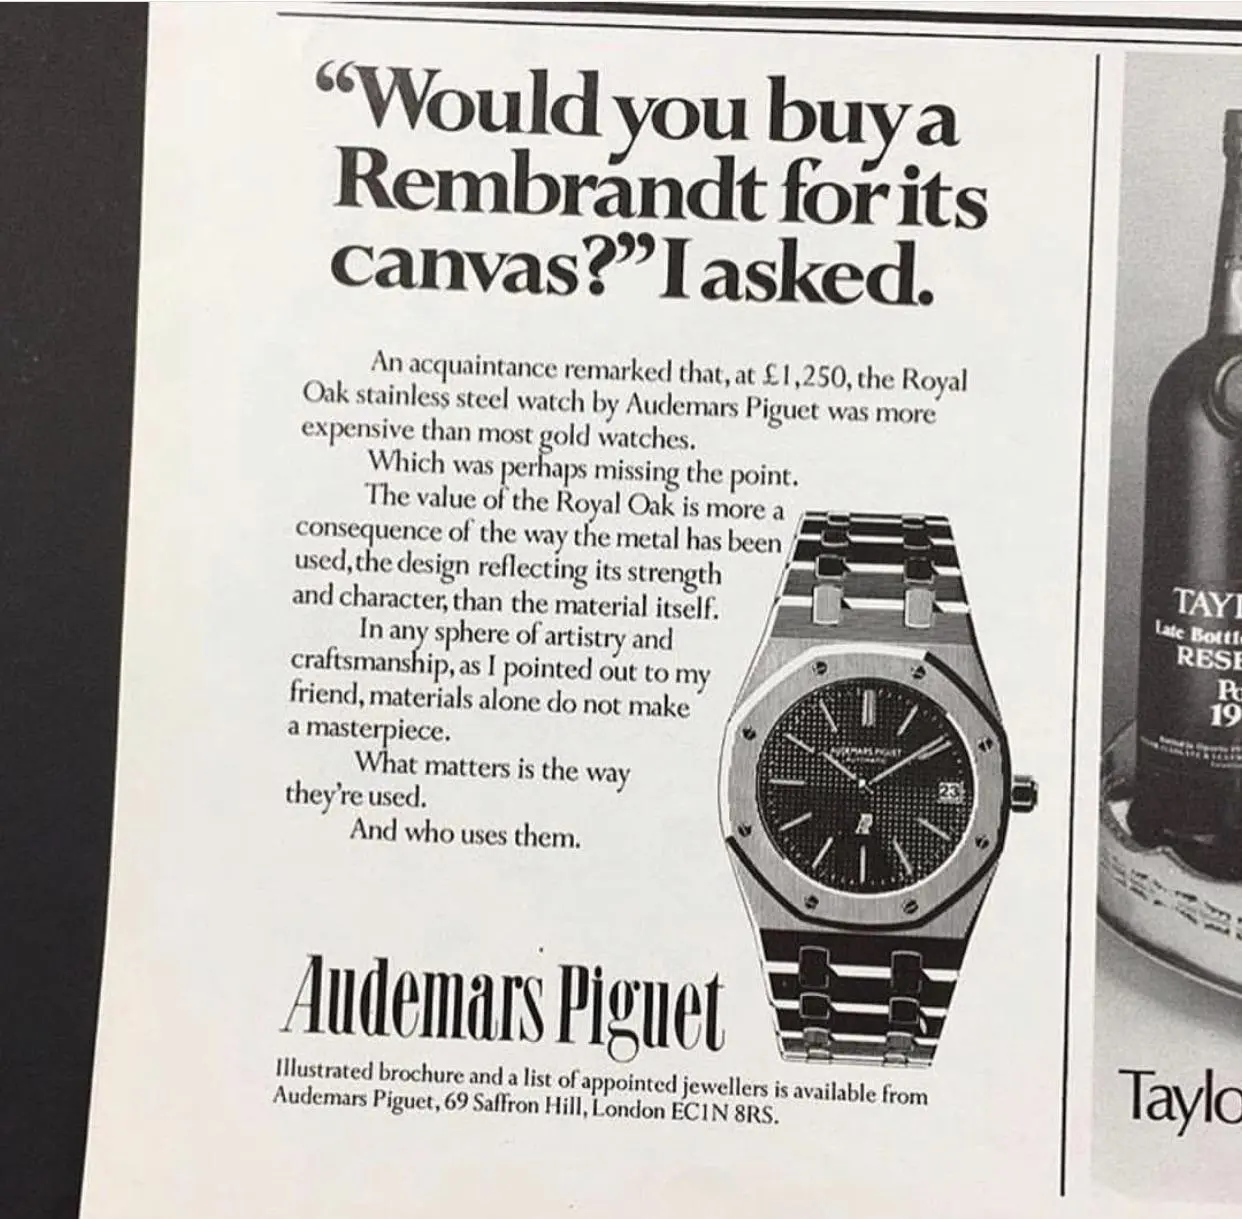 “Would you buy a
Rembrandt for its
canvas?” I asked.
An acquaintance remarked that, at £1,250, the Royal
Oak stainless steel watch by Audemars Piguet was more
expensive than most gold watches.
Which was perhaps missing the point.
The value of the Royal Oak is more a
consequence of the way the metal has been
used, the design reflecting its strength
and character, than the material itself.
In any sphere of artistry and
craftsmanship, as I pointed out to my
friend, materials alone do not make
a masterpiece.
What matters is the way
they’re used.
And who uses them.
AUDEMARS PIGUET
AUTOMATIC
23
Audemars Piguet
Illustrated brochure and a list of appointed jewellers is available from
Audemars Piguet, 69 Saffron Hill, London EC1N 8RS.
TAYL
Late Bottl
RESE
Po
19
Taylo